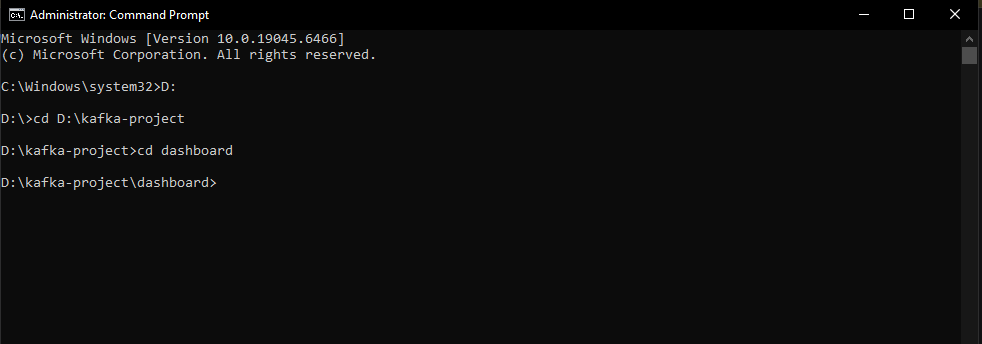 Administrator: Command Prompt
Microsoft Windows [Version 10.0.19045.6466]
(c) Microsoft Corporation. All rights reserved.
C:\Windows\system32>D:
D:\>cd D:\kafka-project
D:\kafka-project>cd dashboard
D:\kafka-project\dashboard>